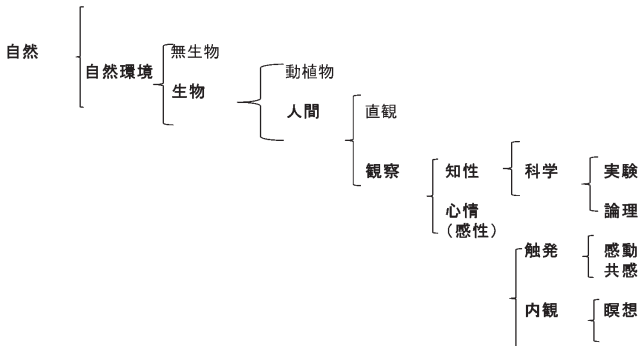 自然
自然環境
無生物
生物
動植物
人間
直観
観察
知性
心情
（感性）
科学
実験
論理
触発
感動
共感
内観
瞑想